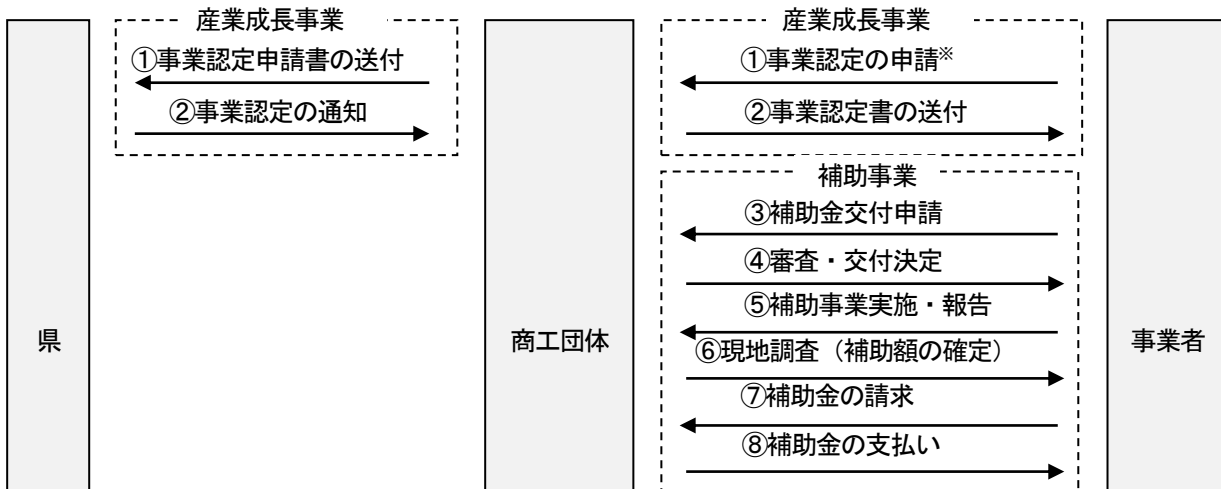 産業成長事業
①事業認定申請書の送付
②事業認定の通知
産業成長事業
①事業認定の申請※
②事業認定書の送付
補助事業
③補助金交付申請
④審査・交付決定
⑤補助事業実施・報告
⑥現地調査（補助額の確定）
⑦補助金の請求
⑧補助金の支払い
県
商工団体
事業者